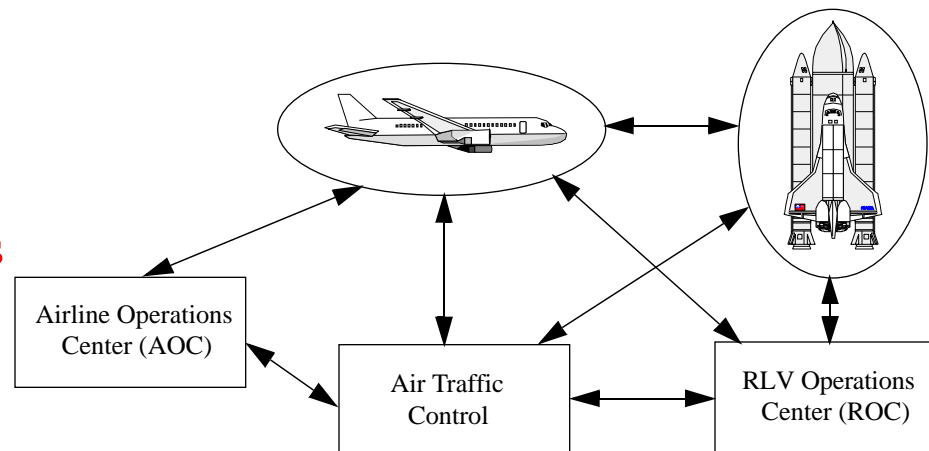 Airline Operations
Center (AOC)
Air Traffic
Control
RLV Operations
Center (ROC)